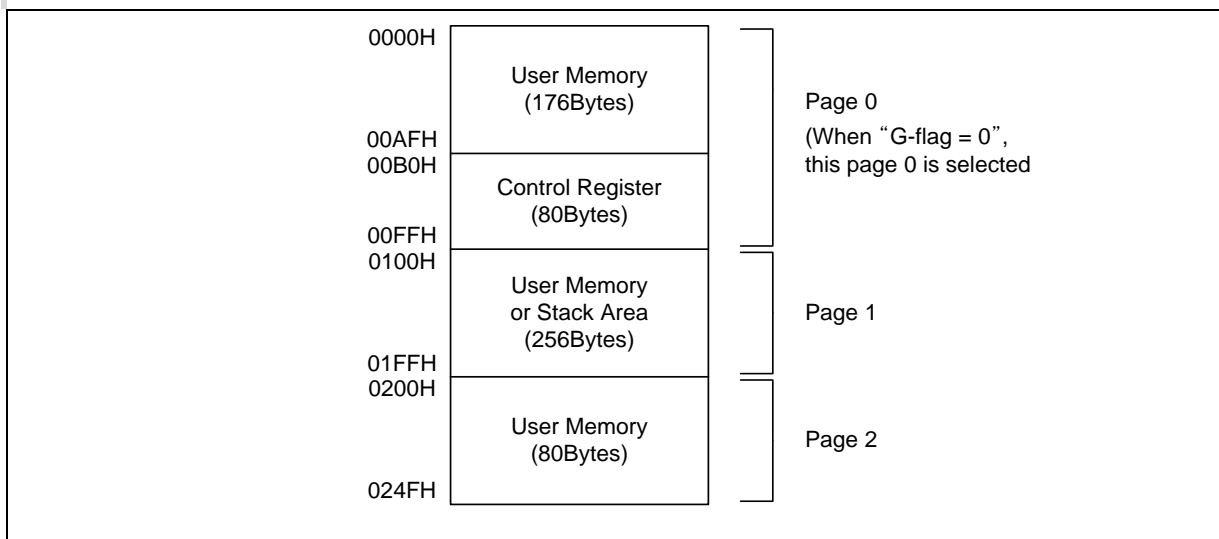 0000H
User Memory
(176Bytes)
00AFH
00B0H
Control Register
(80Bytes)
00FFH
0100H
User Memory
or Stack Area
(256Bytes)
01FFH
0200H
User Memory
(80Bytes)
024FH
Page 0
(When “G-flag = 0”,
this page 0 is selected
Page 1
Page 2